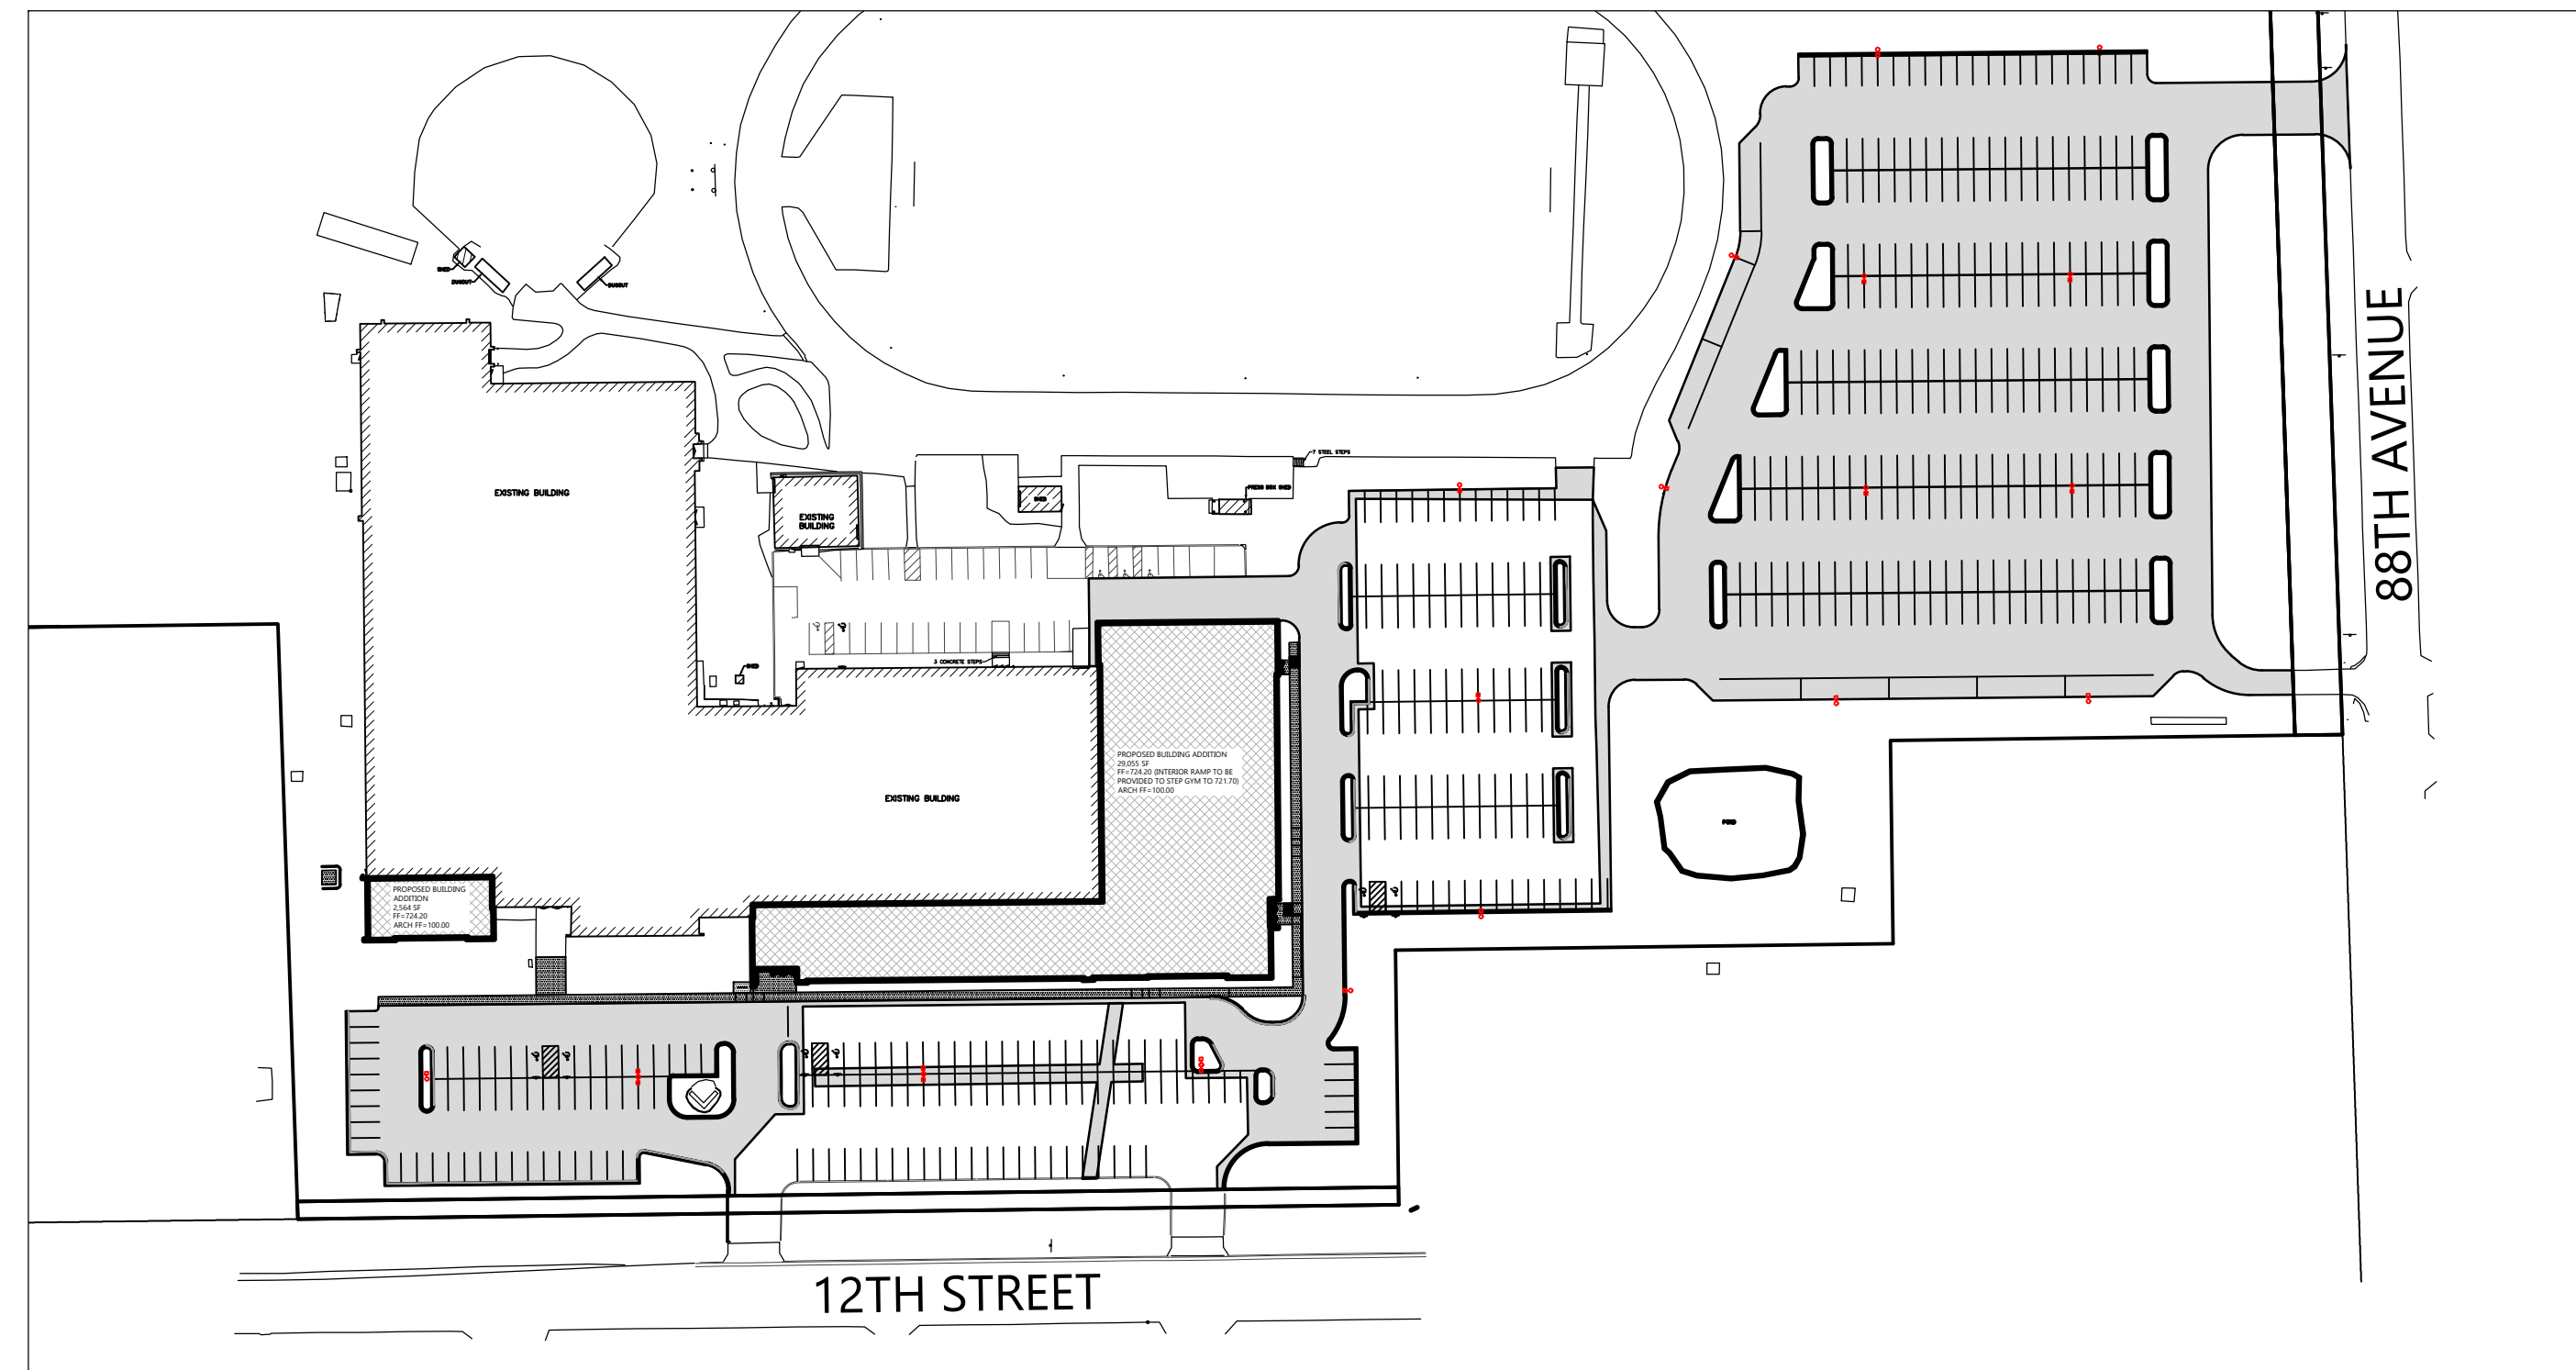 SHED
DUGOUT
DUGOUT
88TH AVENUE
7 STEEL STEPS
EXISTING BUILDING
PRESS BOX SHED
SHED
EXISTING
BUILDING
3 CONCRETE STEPS
SHED
PROPOSED BUILDING ADDITION
29,055 SF
FF=724.20 (INTERIOR RAMP TO BE
PROVIDED TO STEP GYM TO 721.70)
ARCH FF=100.00
EXISTING BUILDING
POND
PROPOSED BUILDING
ADDITION
2,564 SF
FF=724.20
ARCH FF=100.00
12TH STREET